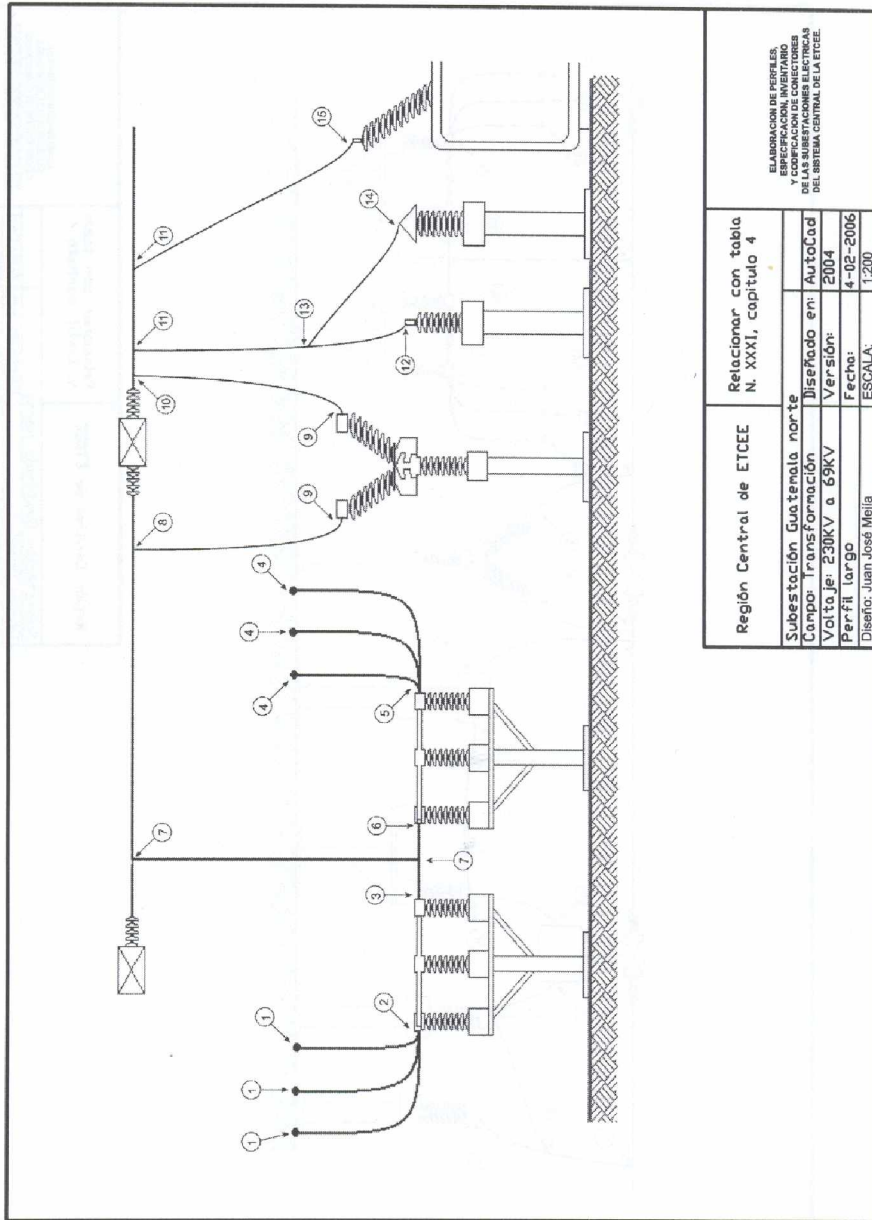 1
1
1
2
3
4
4
4
5
6
7
7
8
9
9
10
11
11
12
13
14
15
Región Central de ETCEE
Relacionar con tabla
N. XXXI, capítulo 4
ELABORACION DE PERFILES,
ESPECIFICACION, INVENTARIO
Y CODIFICACION DE CONECTORES
DE LAS SUBESTACIONES ELECTRICAS
DEL SISTEMA CENTRAL DE LA ETCEE.
Subestación Guatemala norte
Campo: Transformación
Diseñado en: AutoCad
Voltaje: 230KV a 69KV
Versión: 2004
Perfil largo
Fecha: 4-02-2006
Diseño: Juan José Mejía
ESCALA: 1:200